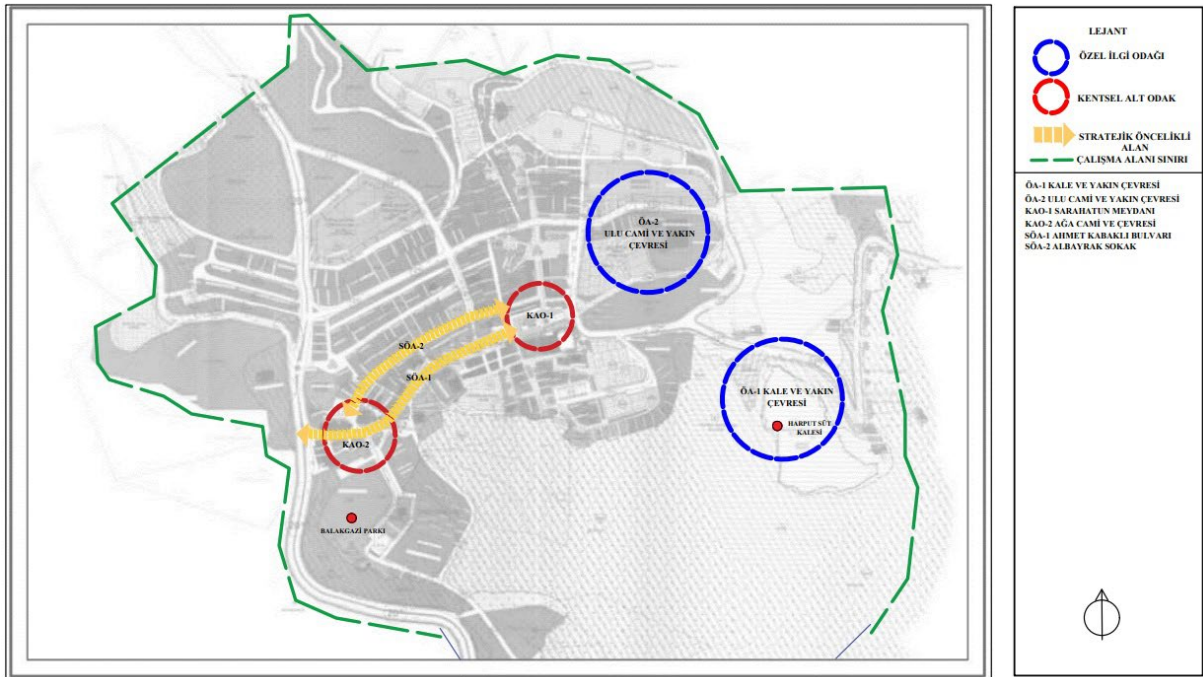 ÖA-2
ULU CAMİ VE YAKIN
ÇEVRESİ
KAO-1
SÖA-2
SÖA-1
ÖA-1 KALE VE YAKIN
ÇEVRESİ
HARPUT SÜT
KALESİ
KAO-2
BALAKGAZİ PARKI
LEJANT
ÖZEL İLGİ ODAĞI
KENTSEL ALT ODAK
STRATEJİK ÖNCELİKLİ
ALAN
ÇALIŞMA ALANI SINIRI
ÖA-1 KALE VE YAKIN ÇEVRESİ
ÖA-2 ULU CAMİ VE YAKIN ÇEVRESİ
KAO-1 SARAHATUN MEYDANI
KAO-2 AĞA CAMİ VE ÇEVRESİ
SÖA-1 AHMET KABAKLI BULVARI
SÖA-2 ALBAYRAK SOKAK